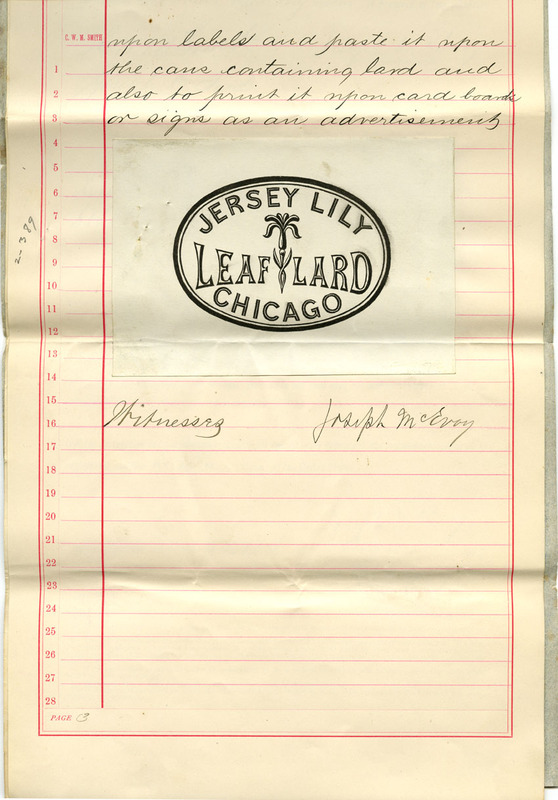 C. W. M. SMITH
upon labels and paste it upon
1 the cans containing lard and
2 also to print it upon card boards
3 or signs as an advertisement
4
5
6
7
8
9
10
11
12
13
14
15
16
17
18
19
20
21
22
23
24
25
26
27
28
2-389
JERSEY LILY
LEAF LARD
CHICAGO
Witnesses Joseph McEvoy
PAGE 3